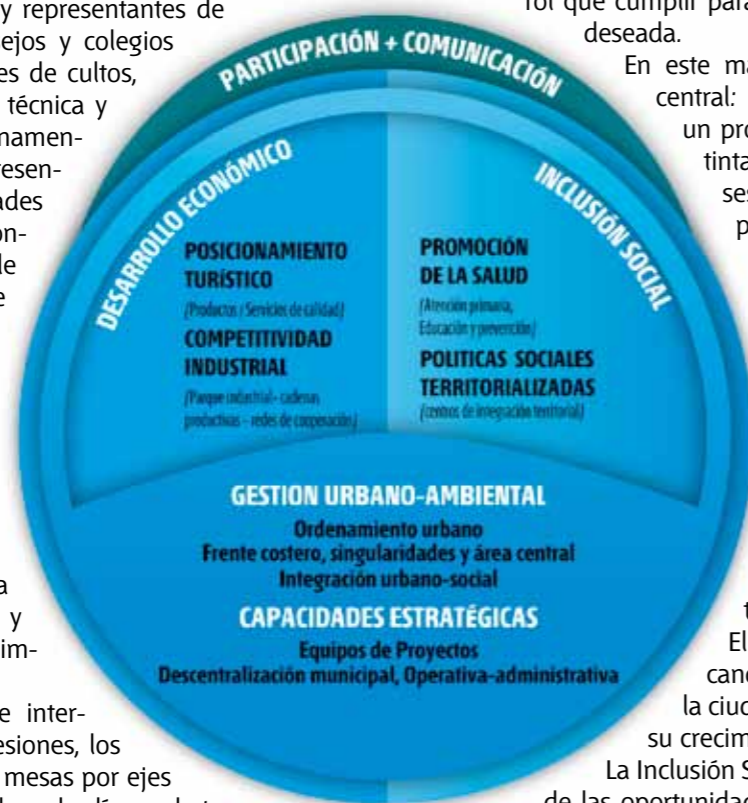 y representantes de
ejos y colegios
es de cultos,
técnica y
namen-
resen-
ades
on-
de
e
a
y
im-
e inter-
esiones, los
mesas por ejes
rol que cumplir para
deseada.
En este ma
central:
un pro
tinta
ses
p
PARTICIPACIÓN + COMUNICACIÓN
DESARROLLO ECONÓMICO
POSICIONAMIENTO
TURÍSTICO
(Productos / Servicios de calidad)
COMPETITIVIDAD
INDUSTRIAL
(Parque industrial - cadenas
productivas - redes de cooperación)
INCLUSIÓN SOCIAL
PROMOCIÓN
DE LA SALUD
(Atención primaria,
Educación y prevención)
POLITICAS SOCIALES
TERRITORIALIZADAS
(centros de integración territorial)
GESTION URBANO-AMBIENTAL
Ordenamiento urbano
Frente costero, singularidades y área central
Integración urbano-social
CAPACIDADES ESTRATÉGICAS
Equipos de Proyectos
Descentralización municipal, Operativa-administrativa
t
El
canc
la ciud
su crecim
La Inclusión S
de las oportunidad